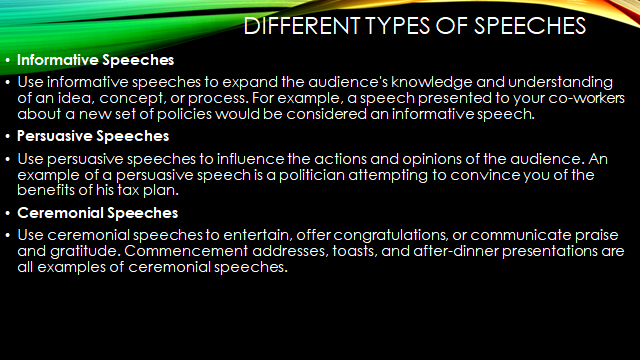 DIFFERENT TYPES OF SPEECHES
• Informative Speeches
• Use informative speeches to expand the audience's knowledge and understanding
of an idea, concept, or process. For example, a speech presented to your co-workers
about a new set of policies would be considered an informative speech.
• Persuasive Speeches
• Use persuasive speeches to influence the actions and opinions of the audience. An
example of a persuasive speech is a politician attempting to convince you of the
benefits of his tax plan.
• Ceremonial Speeches
• Use ceremonial speeches to entertain, offer congratulations, or communicate praise
and gratitude. Commencement addresses, toasts, and after-dinner presentations are
all examples of ceremonial speeches.